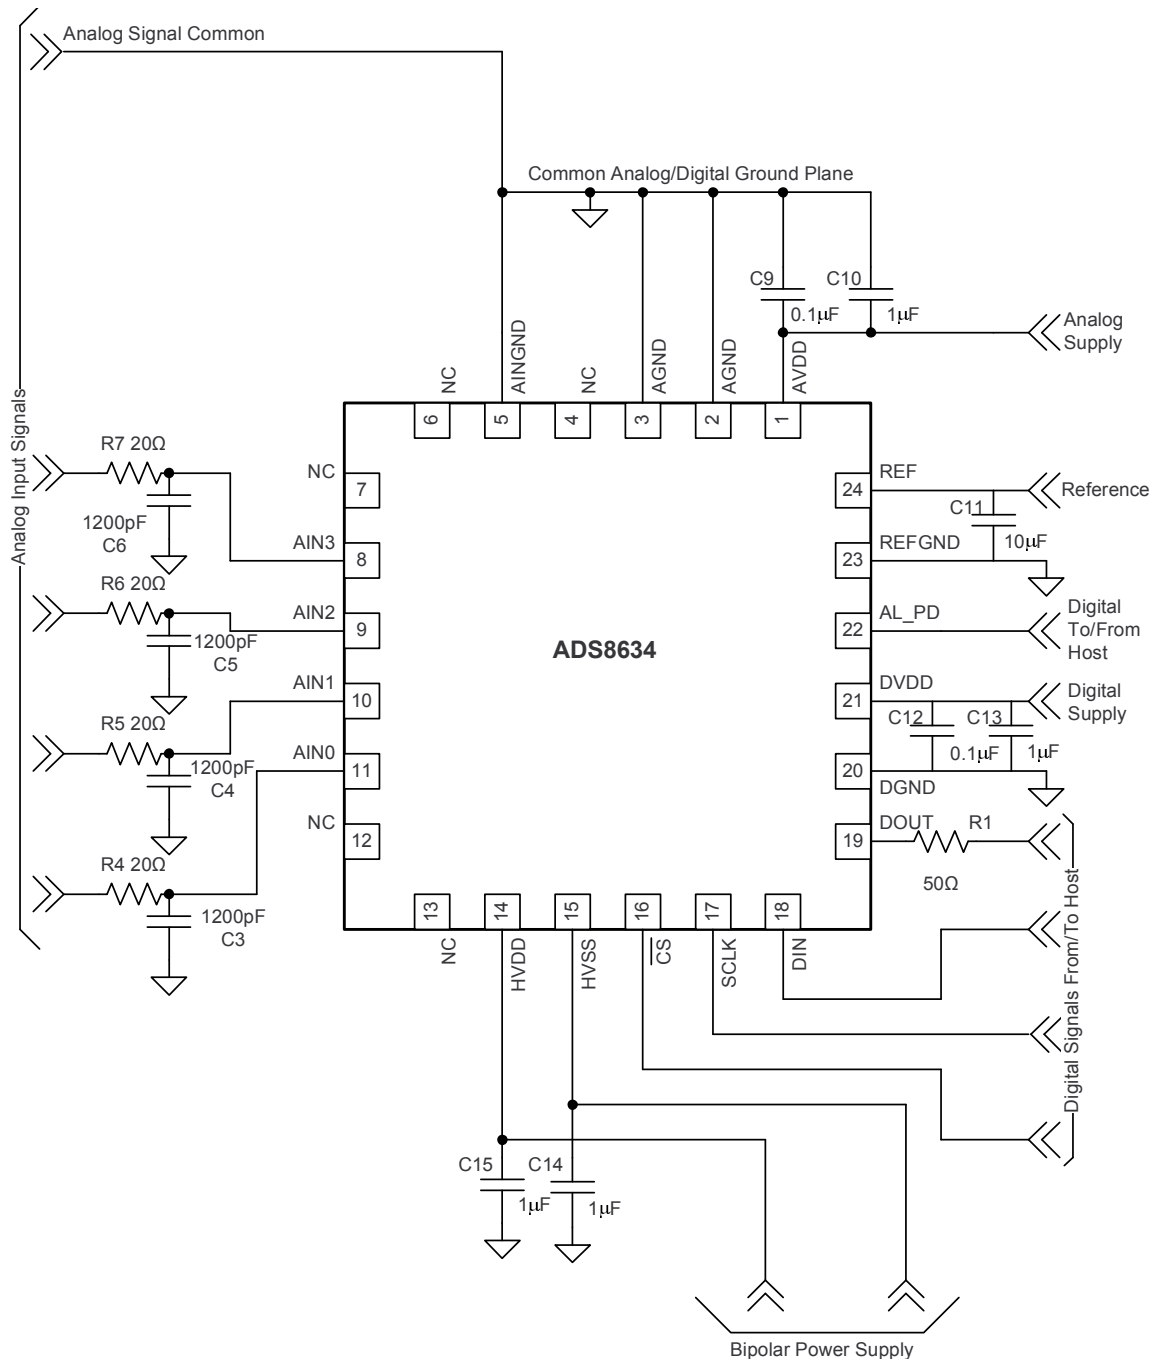 Analog Signal Common
Common Analog/Digital Ground Plane
C9
0.1µF
C10
1µF
Analog
Supply
NC
AINGND
NC
AGND
AGND
AVDD
6
5
4
3
2
1
Analog Input Signals
R7 20Ω
1200pF
C6
R6 20Ω
1200pF
C5
R5 20Ω
1200pF
C4
R4 20Ω
1200pF
C3
NC
7
AIN3
8
AIN2
9
AIN1
10
AIN0
11
NC
12
ADS8634
24
REF
Reference
C11
10µF
23
REFGND
22
AL_PD
Digital
To/From
Host
21
DVDD
Digital
Supply
C12
0.1µF
C13
1µF
20
DGND
19
DOUT
R1
50Ω
13
14
15
16
17
18
NC
HVDD
HVSS
CS
SCLK
DIN
Digital Signals From/To Host
C15
1µF
C14
1µF
Bipolar Power Supply